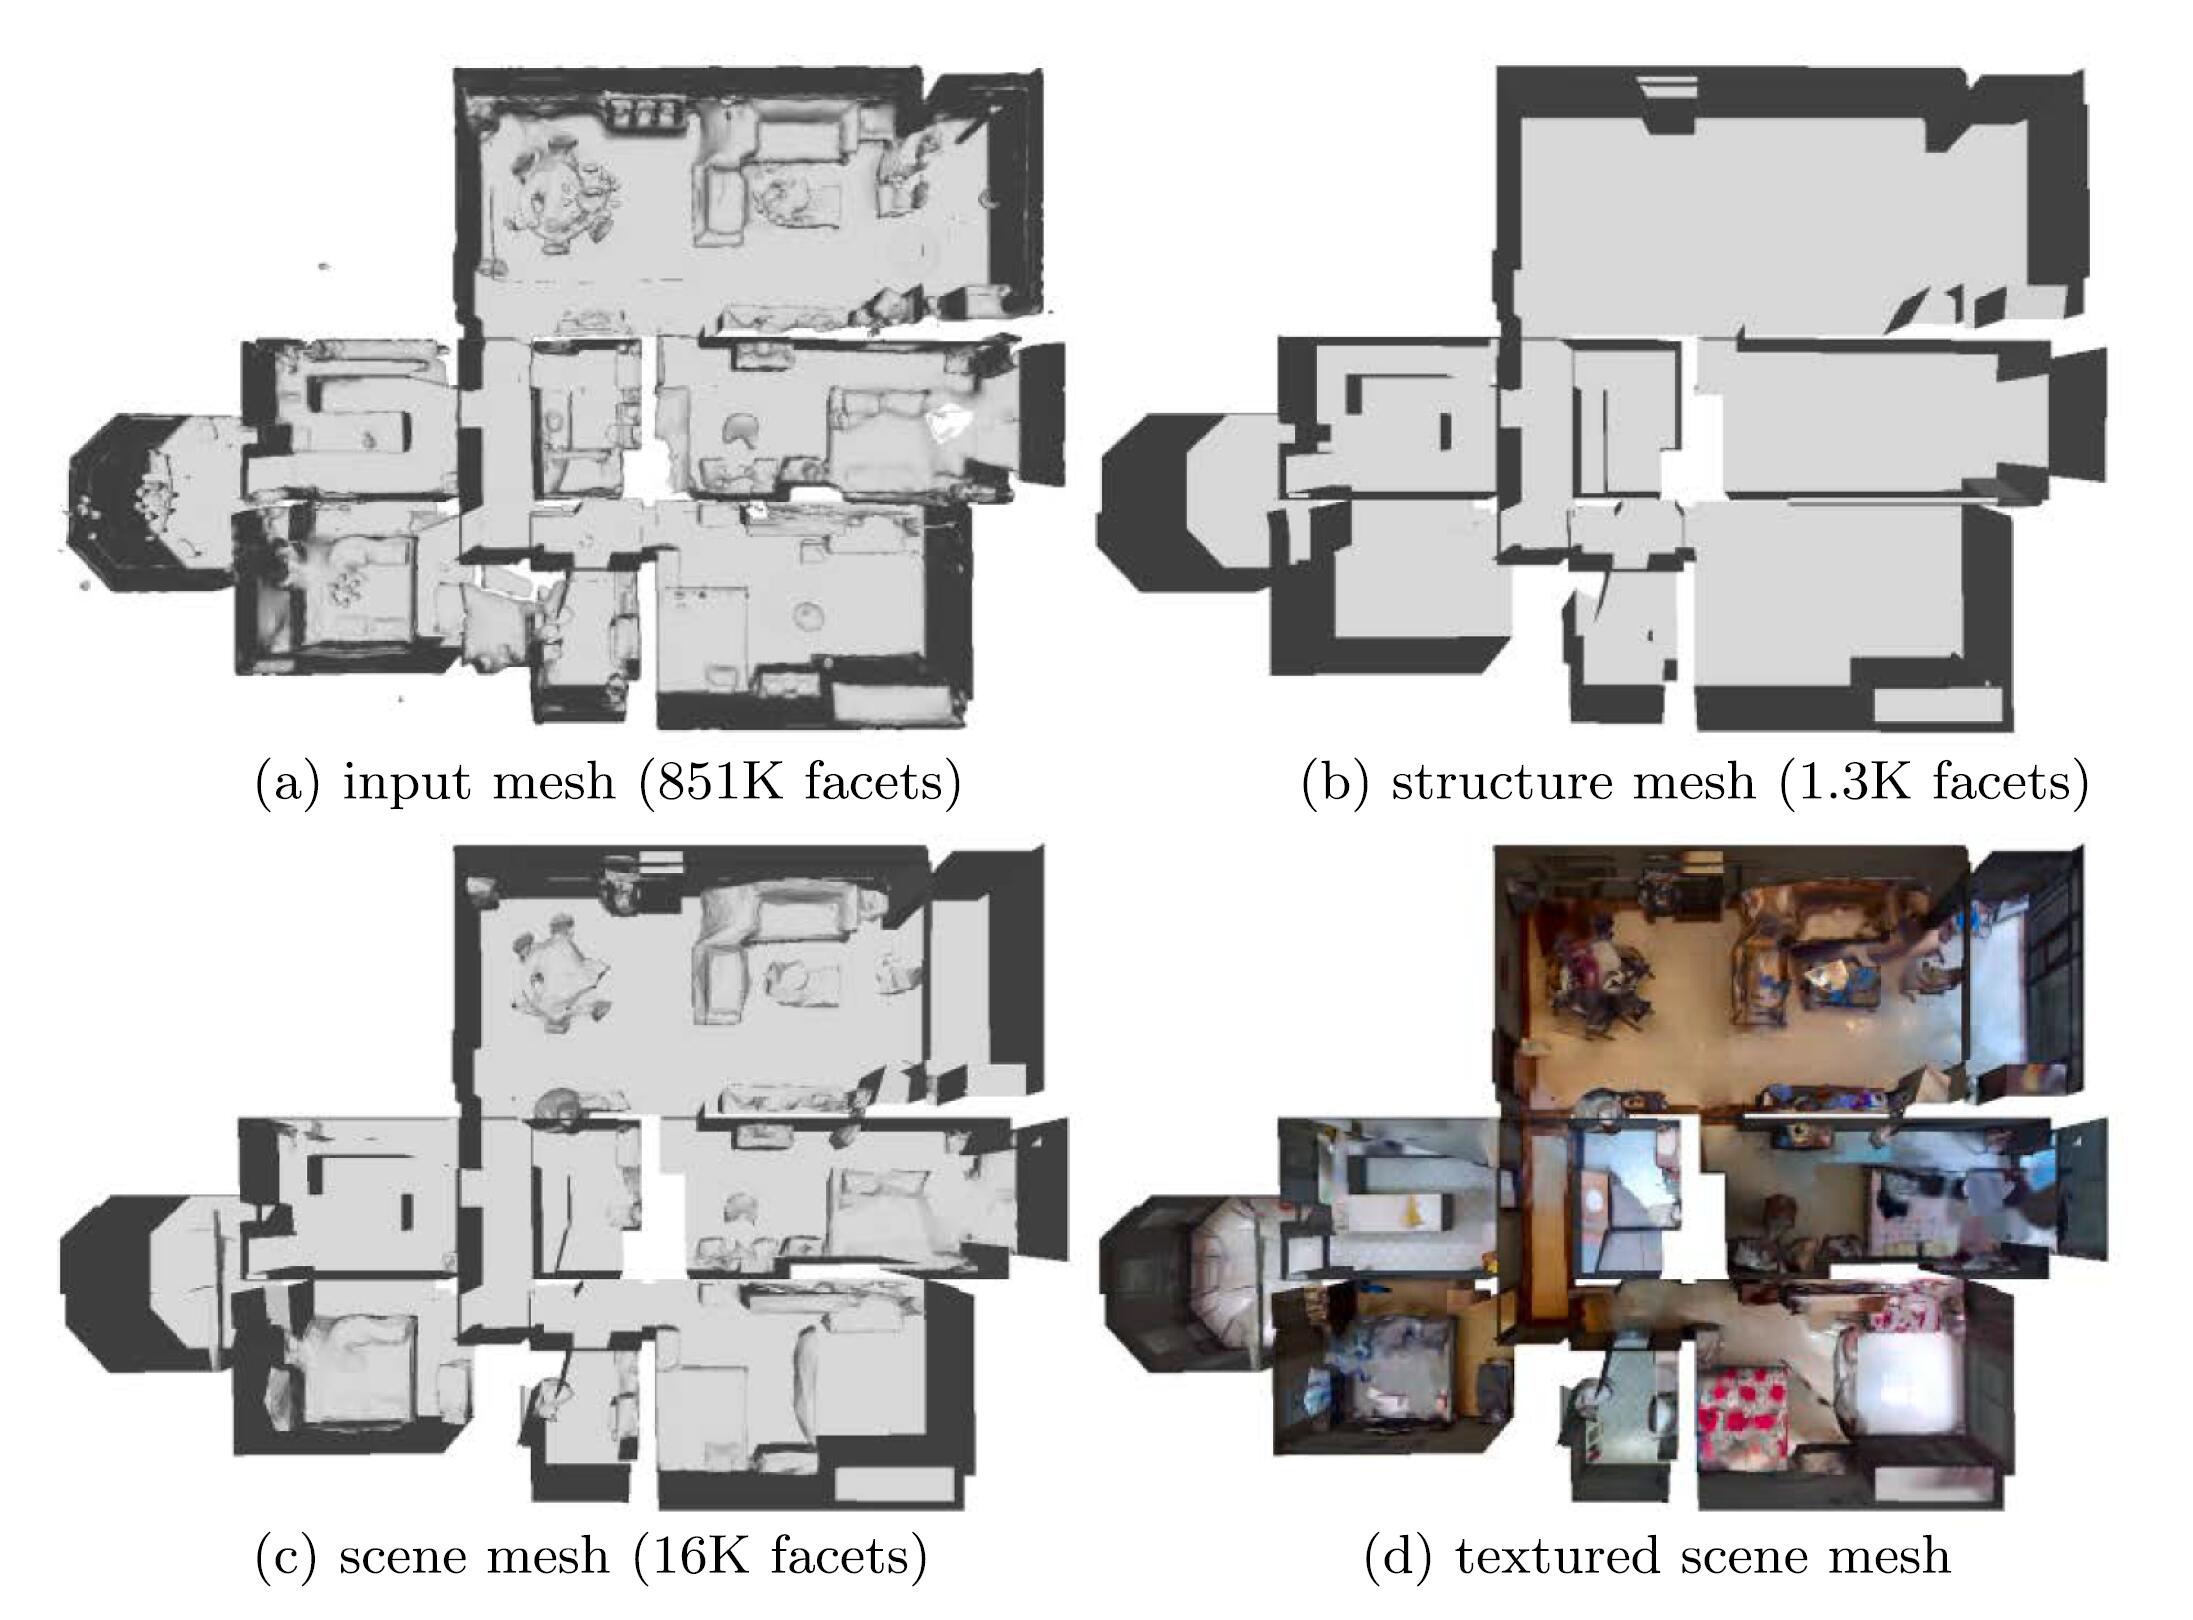 (a) input mesh (851K facets)
(b) structure mesh (1.3K facets)
(c) scene mesh (16K facets)
(d) textured scene mesh